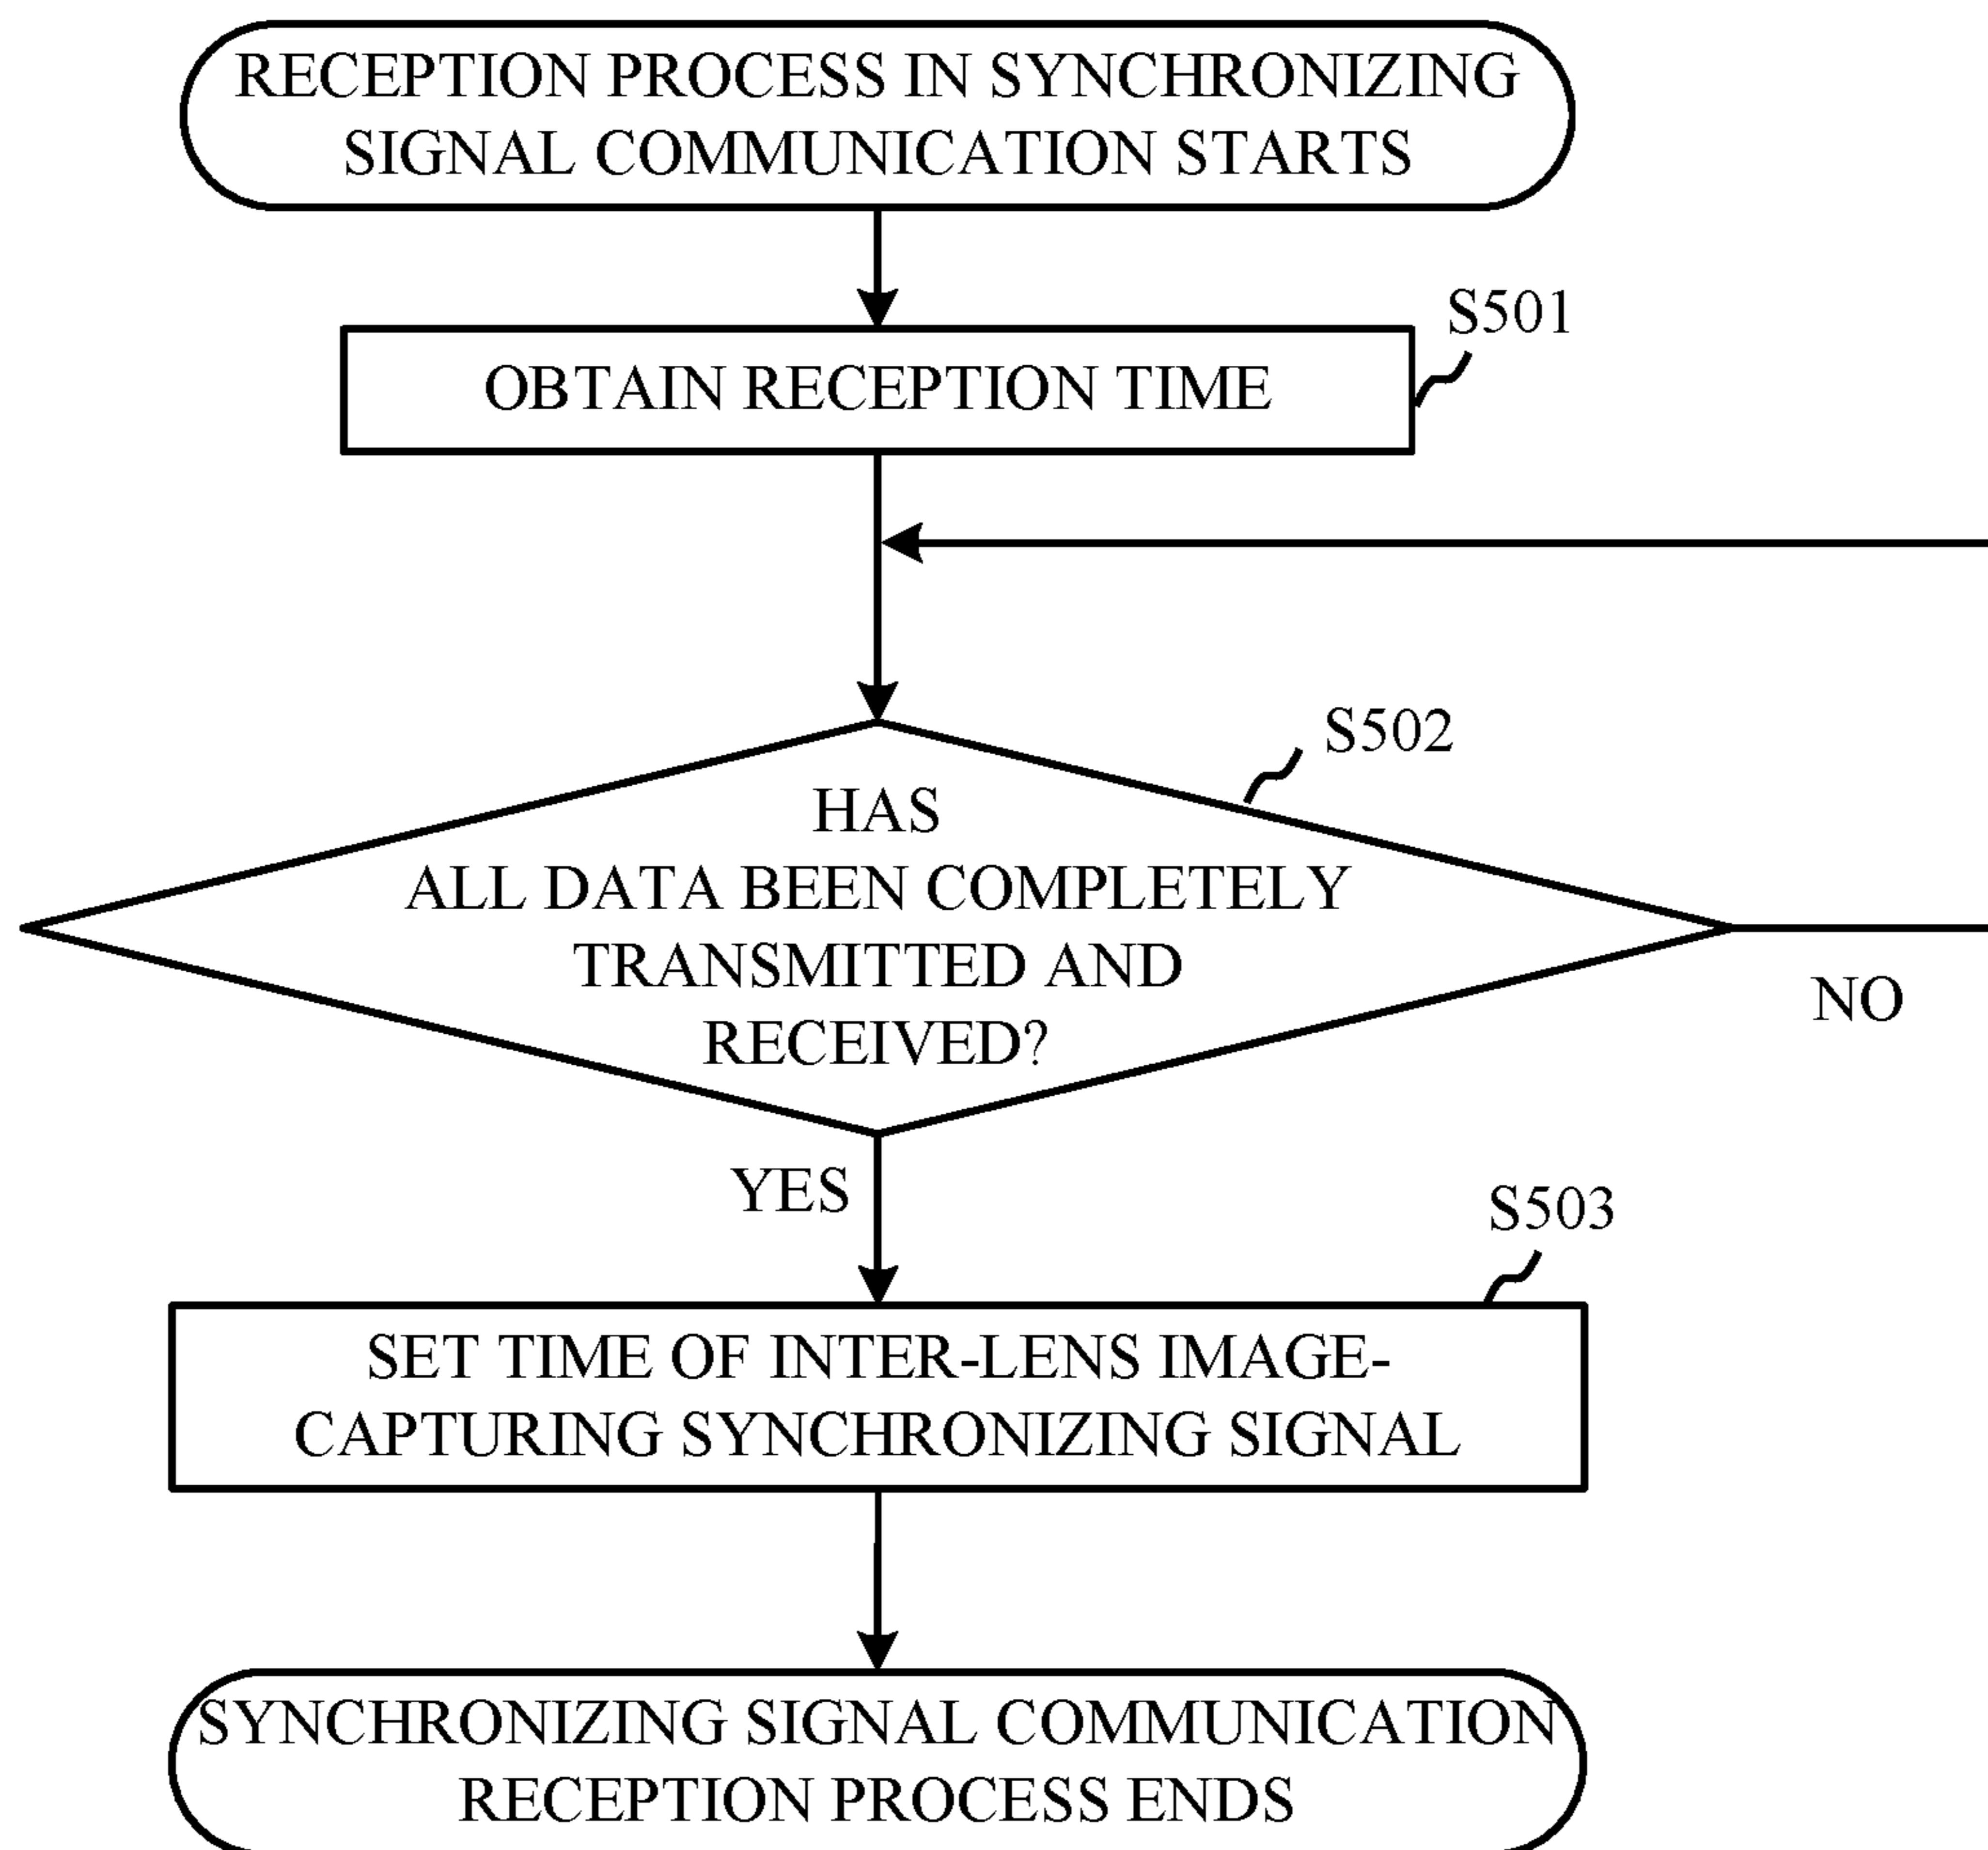 RECEPTION PROCESS IN SYNCHRONIZING
SIGNAL COMMUNICATION STARTS
S501
OBTAIN RECEPTION TIME
S502
HAS
ALL DATA BEEN COMPLETELY
TRANSMITTED AND
RECEIVED?
NO
YES
S503
SET TIME OF INTER-LENS IMAGE-
CAPTURING SYNCHRONIZING SIGNAL
SYNCHRONIZING SIGNAL COMMUNICATION
RECEPTION PROCESS ENDS